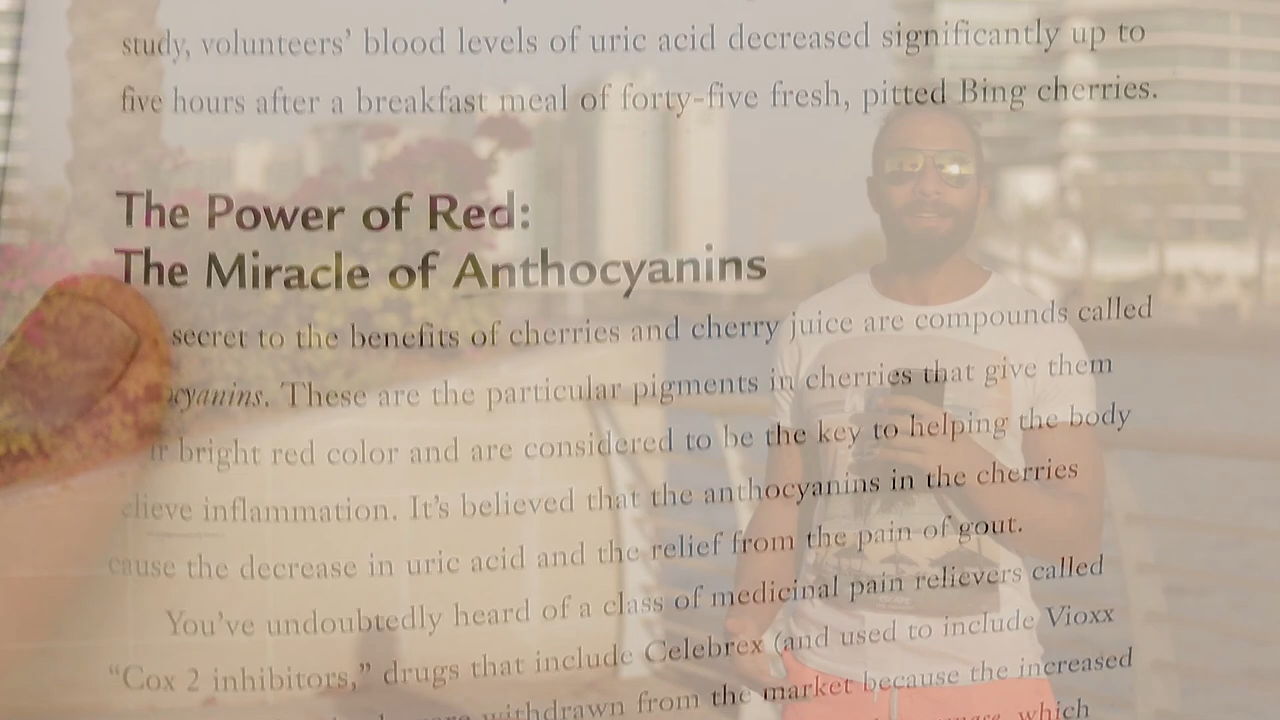 study, volunteers' blood levels of uric acid decreased significantly up to
five hours after a breakfast meal of forty-five fresh, pitted Bing cherries.
The Power of Red:
The Miracle of Anthocyanins
secret to the benefits of cherries and cherry juice are compounds called
cyanins. These are the particular pigments in cherries that give them
ir bright red color and are considered to be the key to helping the body
elieve inflammation. It's believed that the anthocyanins in the cherries
cause the decrease in uric acid and the relief from the pain of gout.
You've undoubtedly heard of a class of medicinal pain relievers called
“Cox 2 inhibitors,” drugs that include Celebrex (and used to include Vioxx
withdrawn from the market because the increased
which